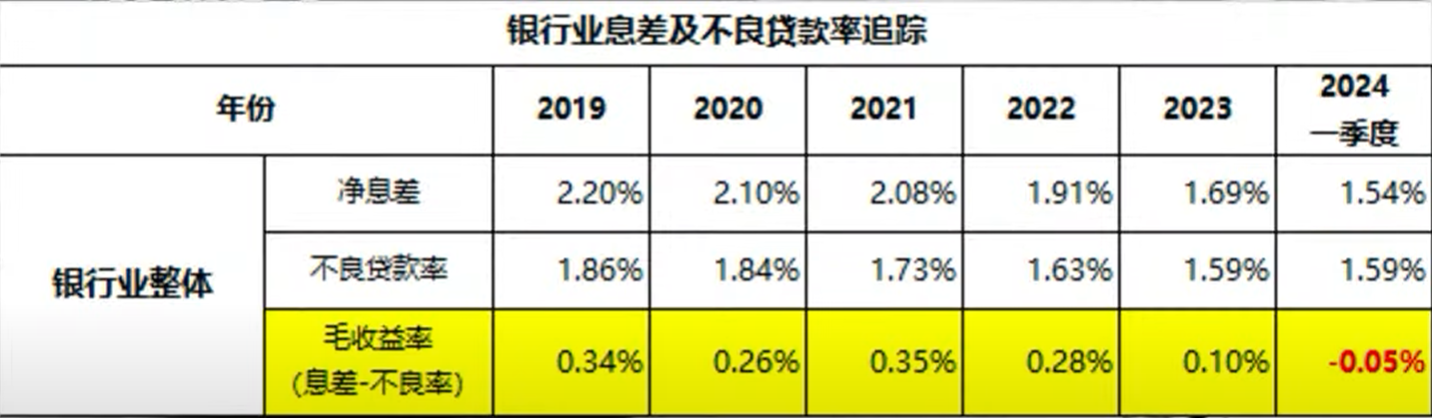 银行业息差及不良贷款率追踪
年份 2019 2020 2021 2022 2023 2024
一季度
净息差 2.20% 2.10% 2.08% 1.91% 1.69% 1.54%
银行业整体 不良贷款率 1.86% 1.84% 1.73% 1.63% 1.59% 1.59%
毛收益率
(息差-不良率) 0.34% 0.26% 0.35% 0.28% 0.10% -0.05%